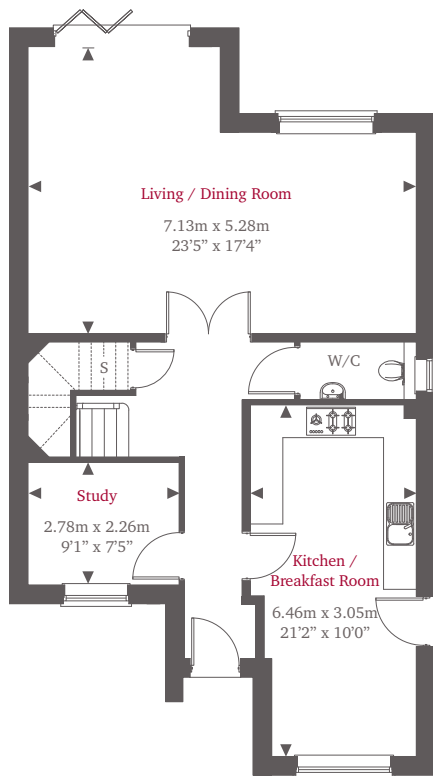 Living / Dining Room
7.13m x 5.28m
23’5” x 17’4”
S
W/C
Study
2.78m x 2.26m
9’1” x 7’5”
Kitchen /
Breakfast Room
6.46m x 3.05m
21’2” x 10’0”